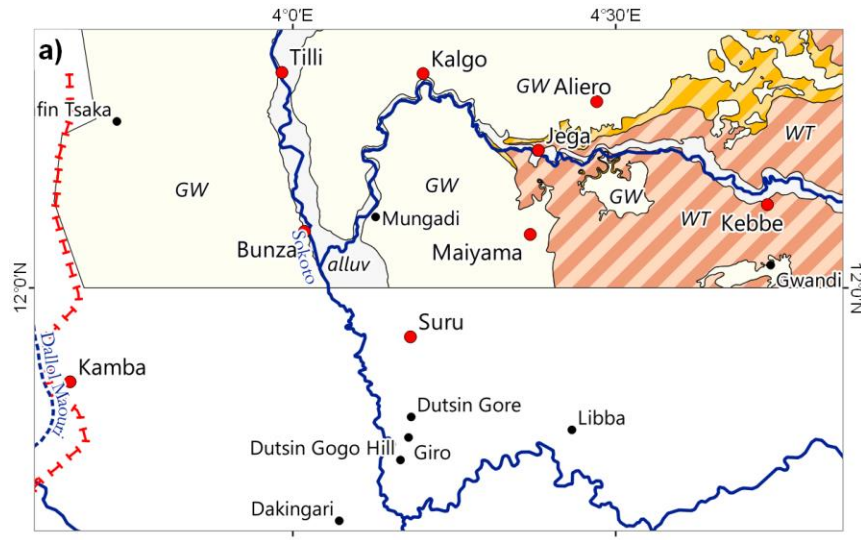 4°0'E
4°30'E
a)
Tilli
Kalgo
GW
Aliero
fin Tsaka
Jega
WT
GW
GW
GW
Mungadi
WT
Kebbe
Bunza
Sokoto
Maiyama
alluv
Gwandi
12°0'N
12°0'N
Suru
Dallol Maouri
Kamba
Dutsin Gore
Libba
Dutsin Gogo Hill
Giro
Dakingari